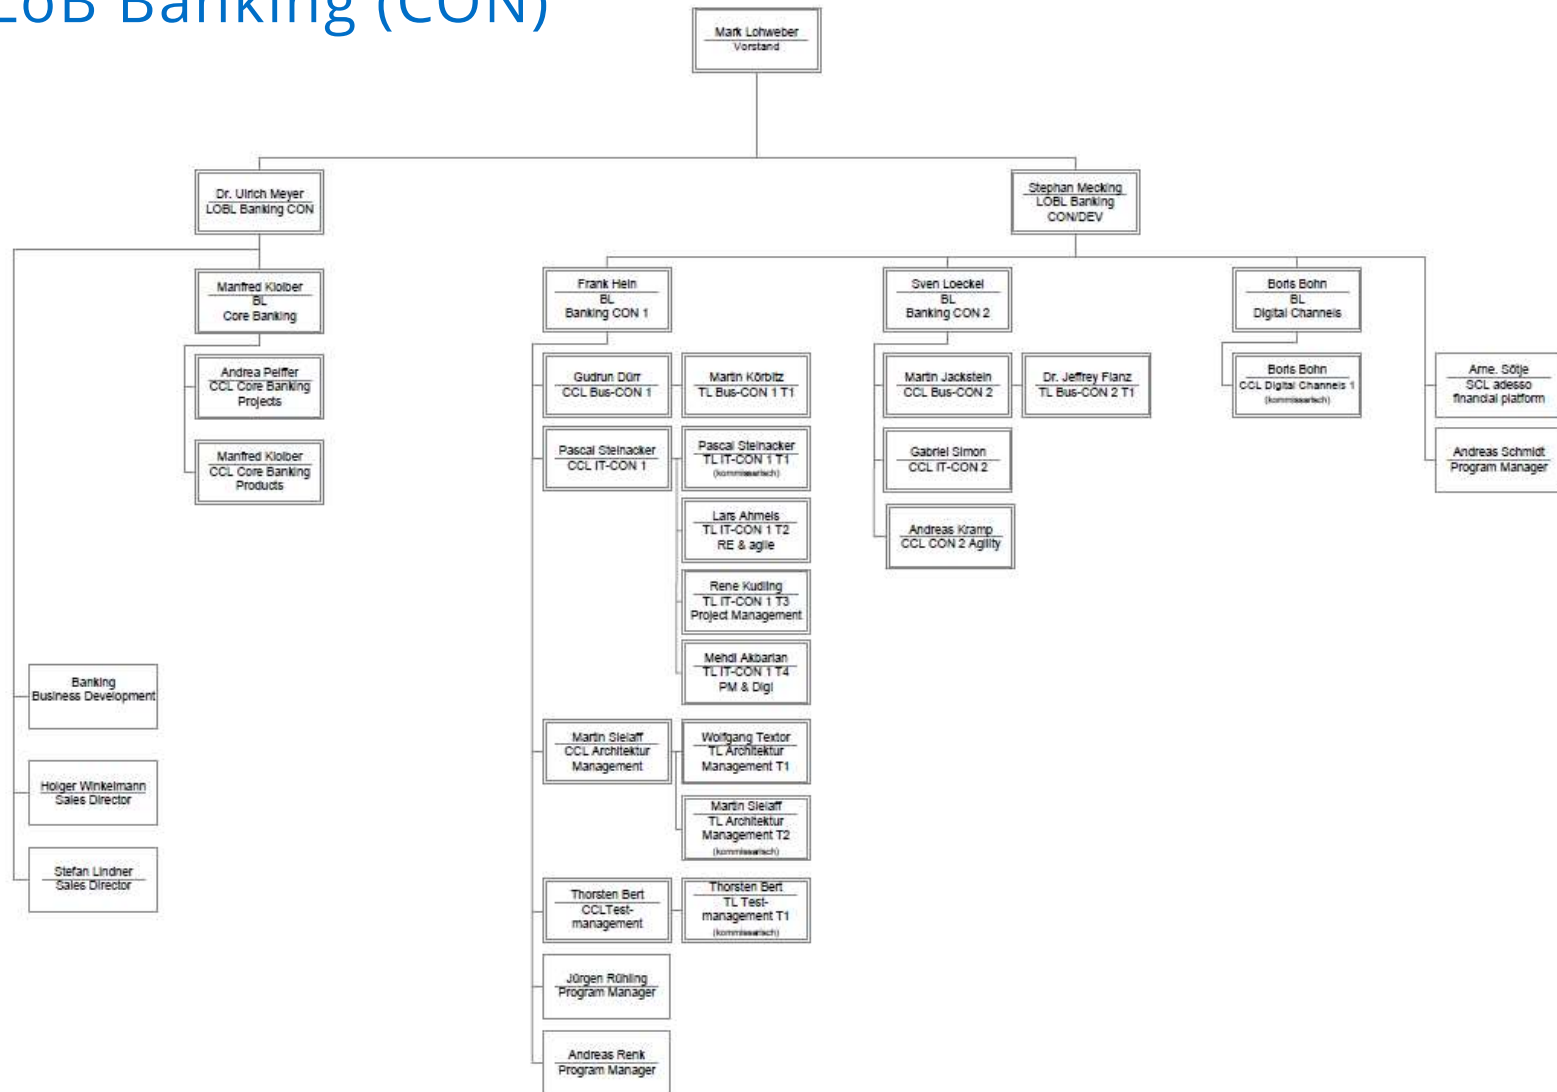 LoB Banking (CON)
Mark Lohweber
Vorstand
Dr. Ulrich Meyer
LOBL Banking CON
Stephan Mecking
LOBL Banking
CON/DEV
Manfred Klolber
BL
Core Banking
Frank Hein
BL
Banking CON 1
Sven Loeckel
BL
Banking CON 2
Boris Bohn
BL
Digital Channels
Andrea Peiffer
CCL Core Banking
Projects
Gudrun Dürr
CCL Bus-CON 1
Martin Körbitz
TL Bus-CON 1 T1
Martin Jackstein
CCL Bus-CON 2
Dr. Jeffrey Flanz
TL Bus-CON 2 T1
Boris Bohn
CCL Digital Channels 1
(kommissarisch)
Arne. Sötje
SCL adesso
financial platform
Manfred Klolber
CCL Core Banking
Products
Pascal Steinacker
CCL IT-CON 1
Pascal Steinacker
TL IT-CON 1 T1
(kommissarisch)
Gabriel Simon
CCL IT-CON 2
Andreas Schmidt
Program Manager
Lars Ahmels
TL IT-CON 1 T2
RE & agile
Andreas Kramp
CCL CON 2 Agility
Rene Kudling
TL IT-CON 1 T3
Project Management
Mehdi Akbarian
TL IT-CON 1 T4
PM & Digi
Banking
Business Development
Martin Sielaff
CCL Architektur
Management
Wolfgang Textor
TL Architektur
Management T1
Holger Winkelmann
Sales Director
Martin Sielaff
TL Architektur
Management T2
(kommissarisch)
Stefan Lindner
Sales Director
Thorsten Bert
CCLTest-
management
Thorsten Bert
TL Test-
management T1
(kommissarisch)
Jürgen Rühling
Program Manager
Andreas Renk
Program Manager